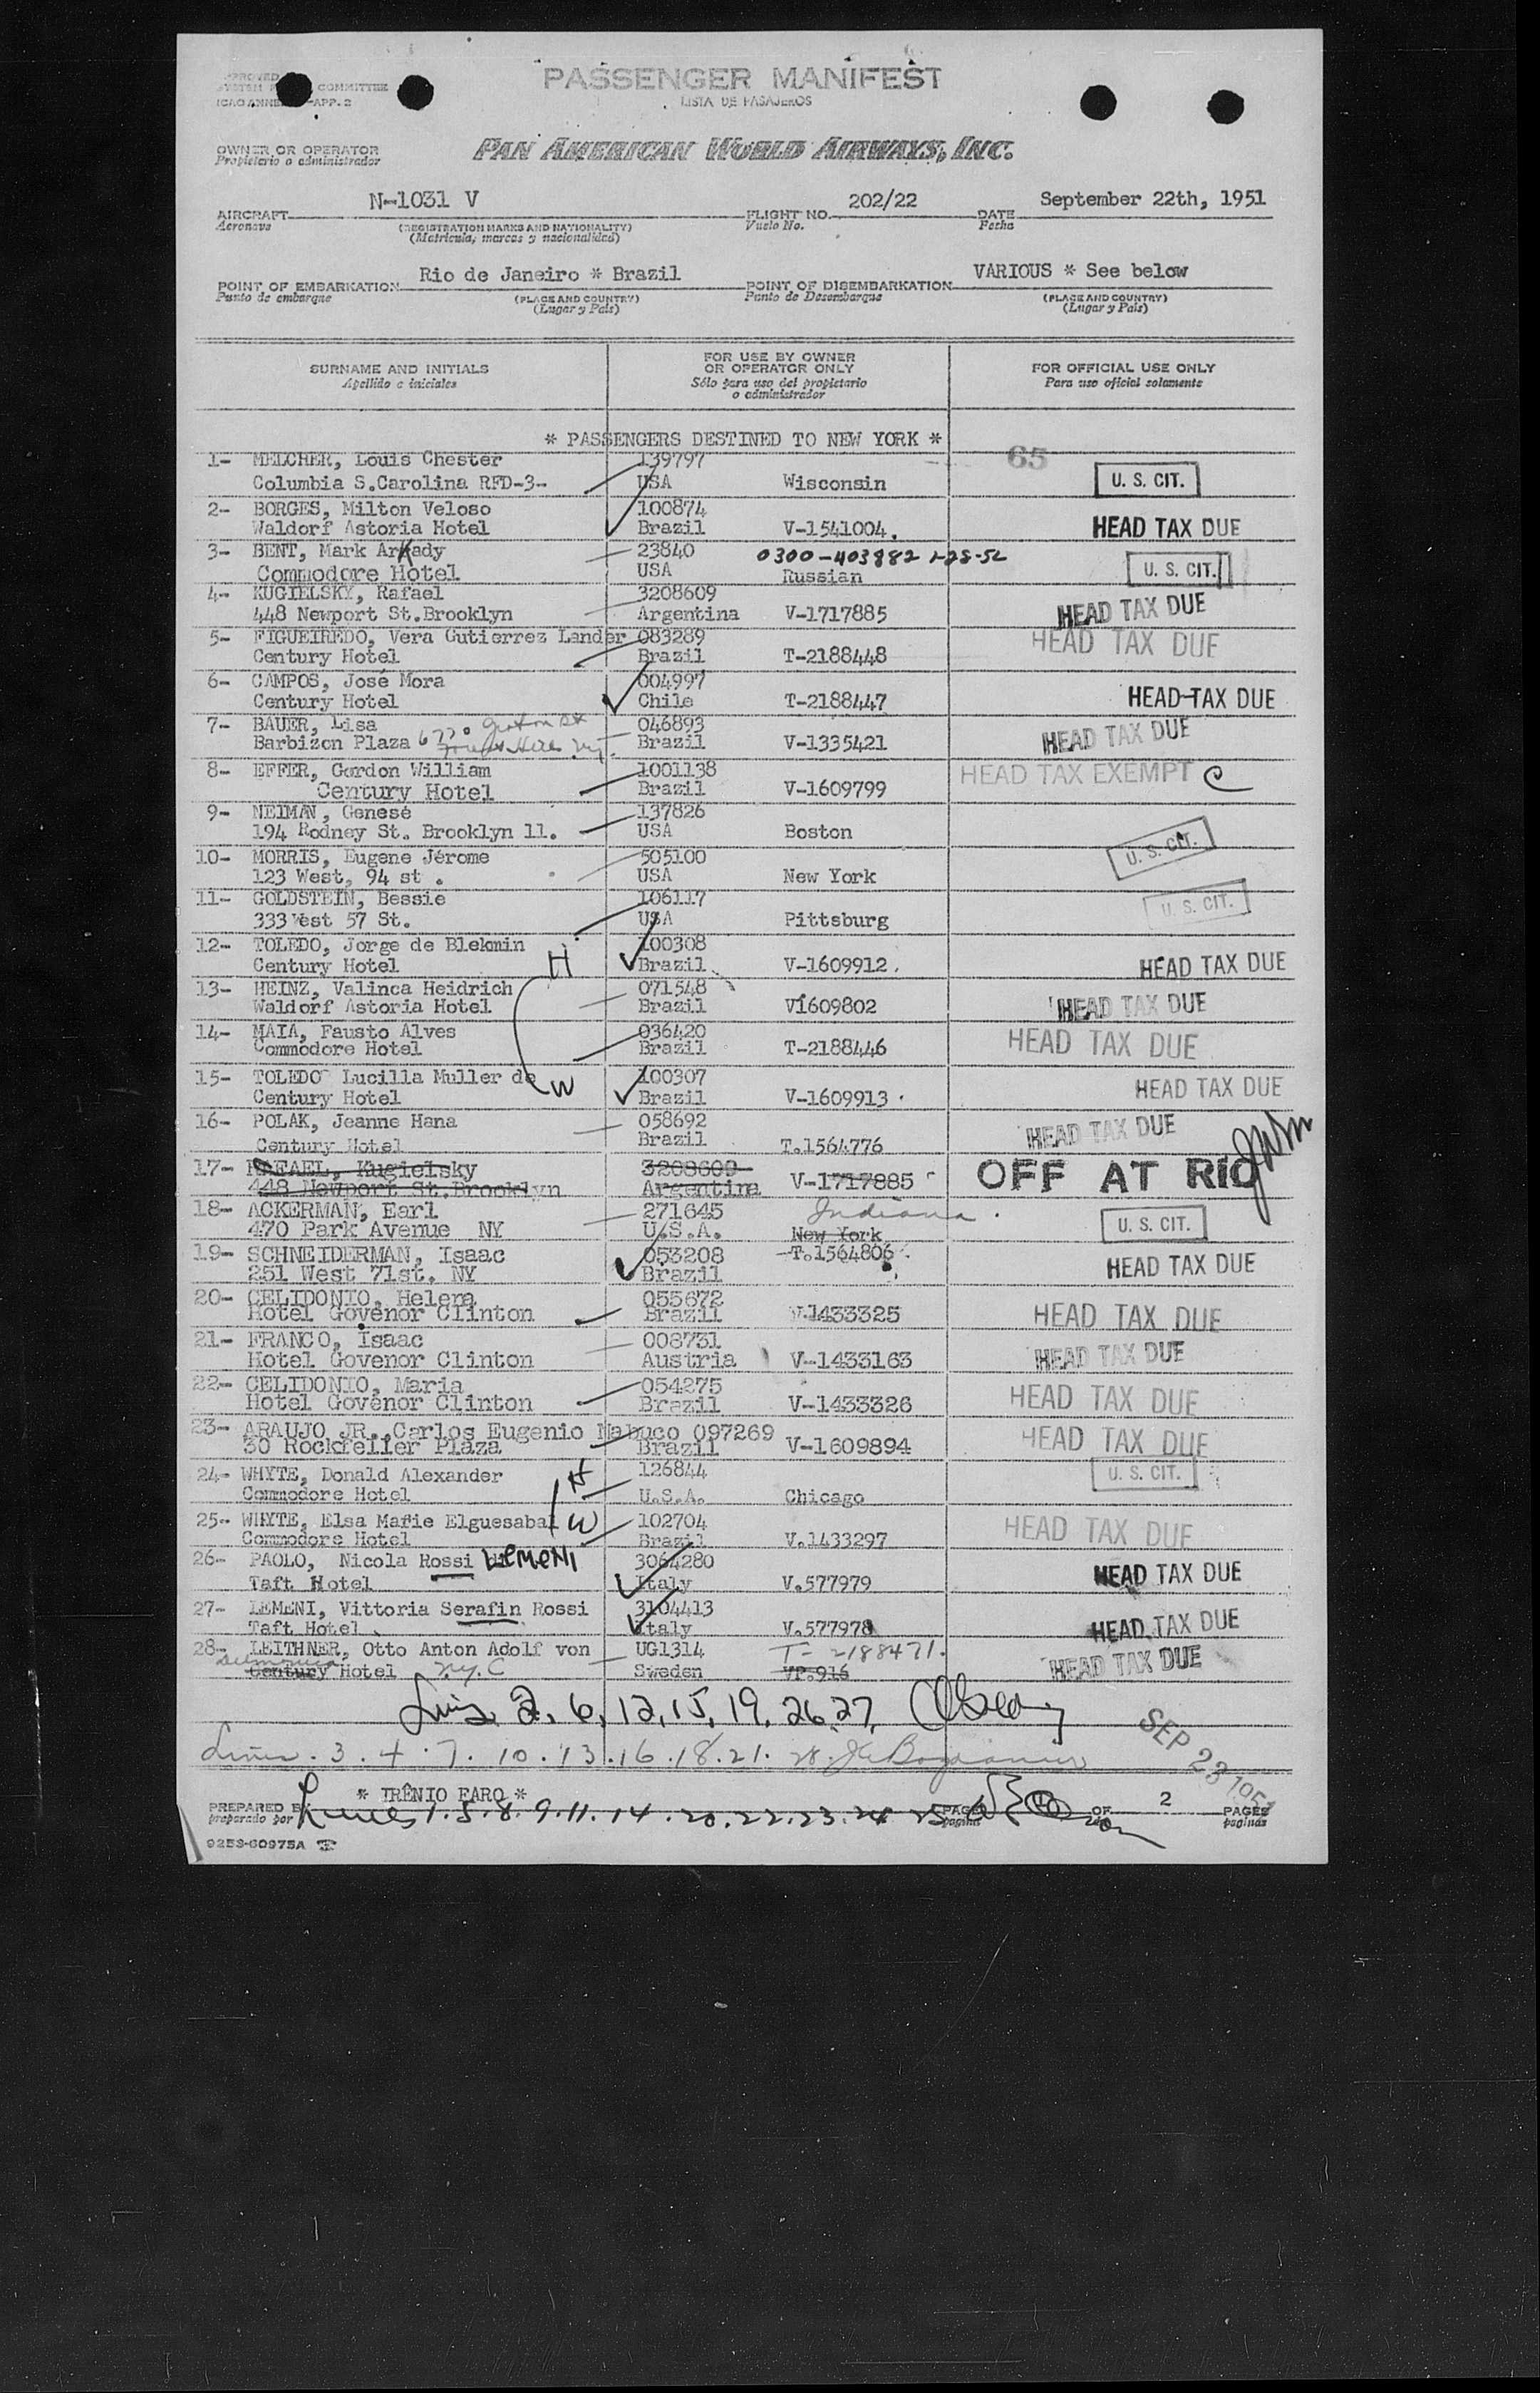 APPROVED
SYSTEM COMMITTEE
ICAO ANNEX -APP. 2
PASSENGER MANIFEST
LISTA DE PASAJEROS
OWNER OR OPERATOR
Propietario o administrador
PAN AMERICAN WORLD AIRWAYS, INC.
AIRCRAFT N-1031 V FLIGHT NO. 202/22 DATE September 22th, 1951
Aeronave (REGISTRATION MARKS AND NATIONALITY) Vuelo No. Fecha
(Matricula, marcas y nacionalidad)
POINT OF EMBARKATION Rio de Janeiro * Brazil POINT OF DISEMBARKATION VARIOUS * See below
Punto de embarque (PLACE AND COUNTRY) Punto de Desembarque (PLACE AND COUNTRY)
(Lugar y País) (Lugar y País)
SURNAME AND INITIALS FOR USE BY OWNER OR OPERATOR ONLY FOR OFFICIAL USE ONLY
Apellido e iniciales Sólo para uso del propietario o administrador Para uso oficial solamente
* PASSENGERS DESTINED TO NEW YORK *
1- MELCHER, Louis Chester 139797 65
Columbia S.Carolina RFD-3- USA Wisconsin U. S. CIT.
2- BORGES, Milton Veloso 100874
Waldorf Astoria Hotel Brazil V-1541004. HEAD TAX DUE
3- BENT, Mark Arkady 23840 0300-403882 1-28-52
Commodore Hotel USA Russian U. S. CIT.
4- KUGIELSKY, Rafael 3208609
448 Newport St.Brooklyn Argentina V-1717885 HEAD TAX DUE
5- FIGUEIREDO, Vera Gutierrez Lander 083289 HEAD TAX DUE
Century Hotel Brazil T-2188448
6- CAMPOS, José Mora 004997
Century Hotel Chile T-2188447 HEAD TAX DUE
7- BAUER, Lisa 046893
Barbizon Plaza Brazil V-1335421 HEAD TAX DUE
8- EFFER, Gordon William 1001138 HEAD TAX EXEMPT C
Century Hotel Brazil V-1609799
9- NEIMAN, Genesé 137826
194 Rodney St. Brooklyn 11. USA Boston U. S. CIT.
10- MORRIS, Eugene Jérome 505100
123 West, 94 st . USA New York
11- GOLDSTEIN, Bessie 106117 U. S. CIT.
333 West 57 St. USA Pittsburg
12- TOLEDO, Jorge de Blekmin 100308
Century Hotel H Brazil V-1609912. HEAD TAX DUE
13- HEINZ, Valinca Heidrich 071548
Waldorf Astoria Hotel Brazil V1609802 HEAD TAX DUE
14- MAIA, Fausto Alves 036420
Commodore Hotel Brazil T-2188446 HEAD TAX DUE
15- TOLEDO Lucilla Muller de W 100307
Century Hotel Brazil V-1609913 HEAD TAX DUE
16- POLAK, Jeanne Hana 058692
Century Hotel Brazil T.1564776 HEAD TAX DUE
17- RAFAEL, Kugielsky 3208609
448 Newport St.Brooklyn Argentina V-1717885 OFF AT RIO
18- ACKERMAN, Earl 271645 Indiana
470 Park Avenue NY U.S.A. New York U. S. CIT.
19- SCHNEIDERMAN, Isaac 053208 T.1564806
251 West 71st. NY Brazil HEAD TAX DUE
20- CELIDONIO, Helena 055672
Hotel Govenor Clinton Brazil V-1433325 HEAD TAX DUE
21- FRANCO, Isaac 008731
Hotel Govenor Clinton Austria V-1433163 HEAD TAX DUE
22- CELIDONIO, Maria 054275
Hotel Govenor Clinton Brazil V-1433326 HEAD TAX DUE
23- ARAUJO JR.,Carlos Eugenio Nabuco 097269
30 Rockfeller Plaza Brazil V-1609894 HEAD TAX DUE
24- WHYTE, Donald Alexander H 126844 U. S. CIT.
Commodore Hotel U.S.A. Chicago
25- WHYTE, Elsa Marie Elguesabal W 102704 HEAD TAX DUE
Commodore Hotel Brazil V.1433297
26- PAOLO, Nicola Rossi LEMENI 3064280
Taft Hotel Italy V.577979 HEAD TAX DUE
27- LEMENI, Vittoria Serafin Rossi 3104413
Taft Hotel Italy V.577978 HEAD TAX DUE
28- LEITHNER, Otto Anton Adolf von UG1314 T-2188471.
Century Hotel N.Y.C Sweden VP.916 HEAD TAX DUE
Lines 2, 6, 12, 15, 19, 26, 27,
Lines . 3 . 4 . 7 . 10 . 13 . 16 . 18 . 21 . 28
SEP 23 1951
* IRÊNIO FARO *
PREPARED BY Lines 1.5.8.9.11.14.20.22.23.24 25 PAGE OF 2 PAGES
preparado por pagina de paginas
9253-60975A